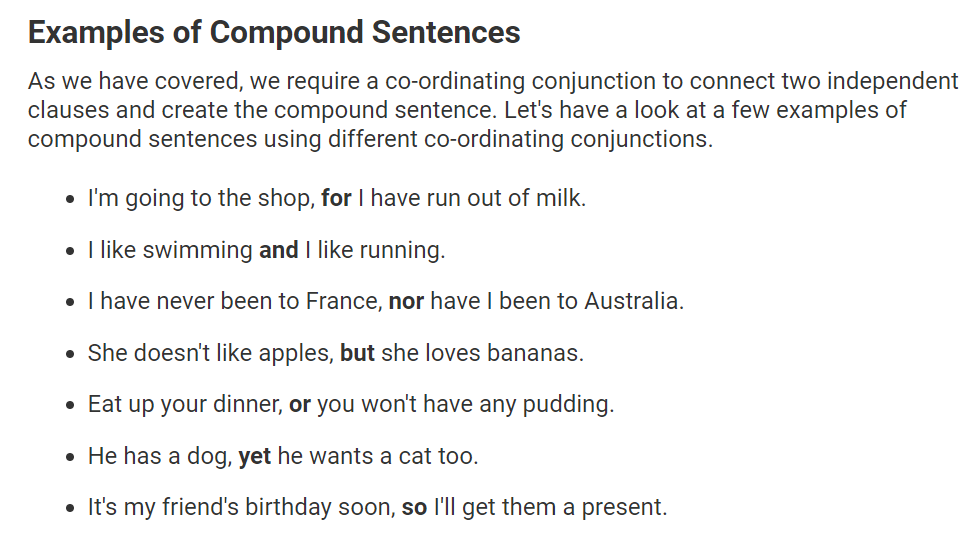 Examples of Compound Sentences
As we have covered, we require a co-ordinating conjunction to connect two independent
clauses and create the compound sentence. Let's have a look at a few examples of
compound sentences using different co-ordinating conjunctions.
• I'm going to the shop, for I have run out of milk.
• I like swimming and I like running.
• I have never been to France, nor have I been to Australia.
• She doesn't like apples, but she loves bananas.
• Eat up your dinner, or you won't have any pudding.
• He has a dog, yet he wants a cat too.
• It's my friend's birthday soon, so I'll get them a present.